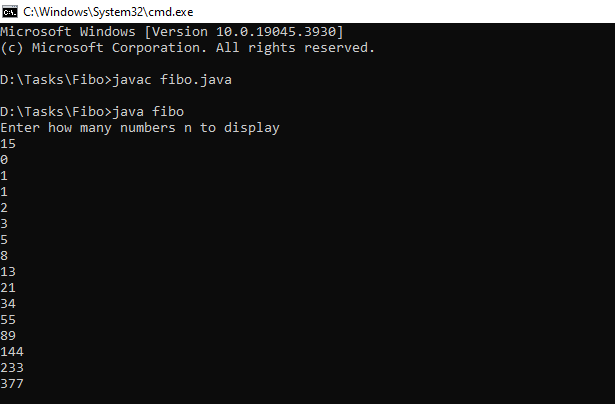 C:\Windows\System32\cmd.exe
Microsoft Windows [Version 10.0.19045.3930]
(c) Microsoft Corporation. All rights reserved.
D:\Tasks\Fibo>javac fibo.java
D:\Tasks\Fibo>java fibo
Enter how many numbers n to display
15
0
1
1
2
3
5
8
13
21
34
55
89
144
233
377